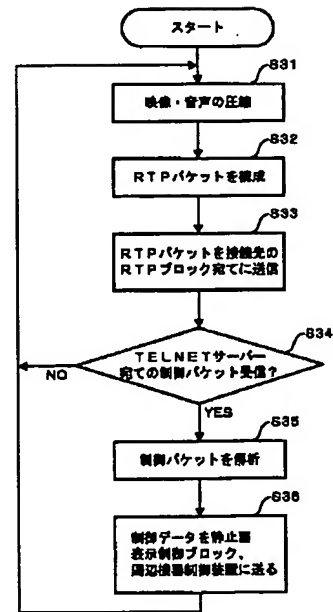 スタート
S31
映像・音声の圧縮
S32
RTPパケットを構成
S33
RTPパケットを接続先の
RTPブロック宛てに送信
S34
TELNETサーバー
宛ての制御パケット受信?
NO
YES
S35
制御パケットを解析
S36
制御データを静止画
表示制御ブロック、
周辺機器制御装置に送る